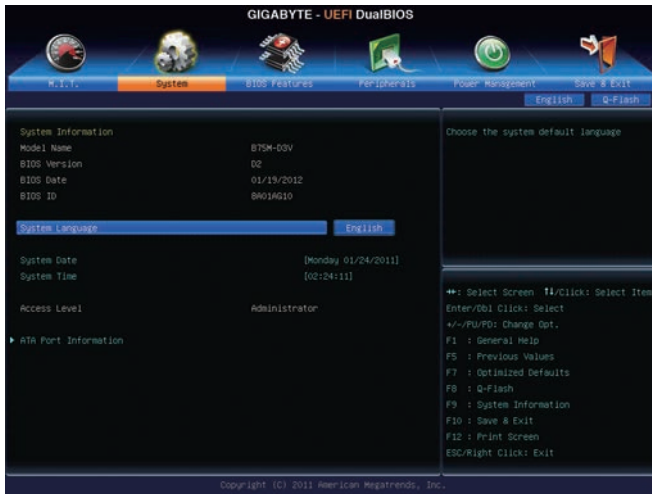 GIGABYTE - UEFI DualBIOS
M.I.T.
System
BIOS Features
Peripherals
Power Management
Save & Exit
English
Q-Flash
System Information
Model Name B75M-D3V
BIOS Version D2
BIOS Date 01/19/2012
BIOS ID 8A01AG10
System Language English
System Date [Monday 01/24/2011]
System Time [02:24:11]
Access Level Administrator
ATA Port Information
Choose the system default language
↔: Select Screen ↑↓/Click: Select Item
Enter/Dbl Click: Select
+/-/PU/PD: Change Opt.
F1 : General Help
F5 : Previous Values
F7 : Optimized Defaults
F8 : Q-Flash
F9 : System Information
F10 : Save & Exit
F12 : Print Screen
ESC/Right Click: Exit
Copyright (C) 2011 American Megatrends, Inc.